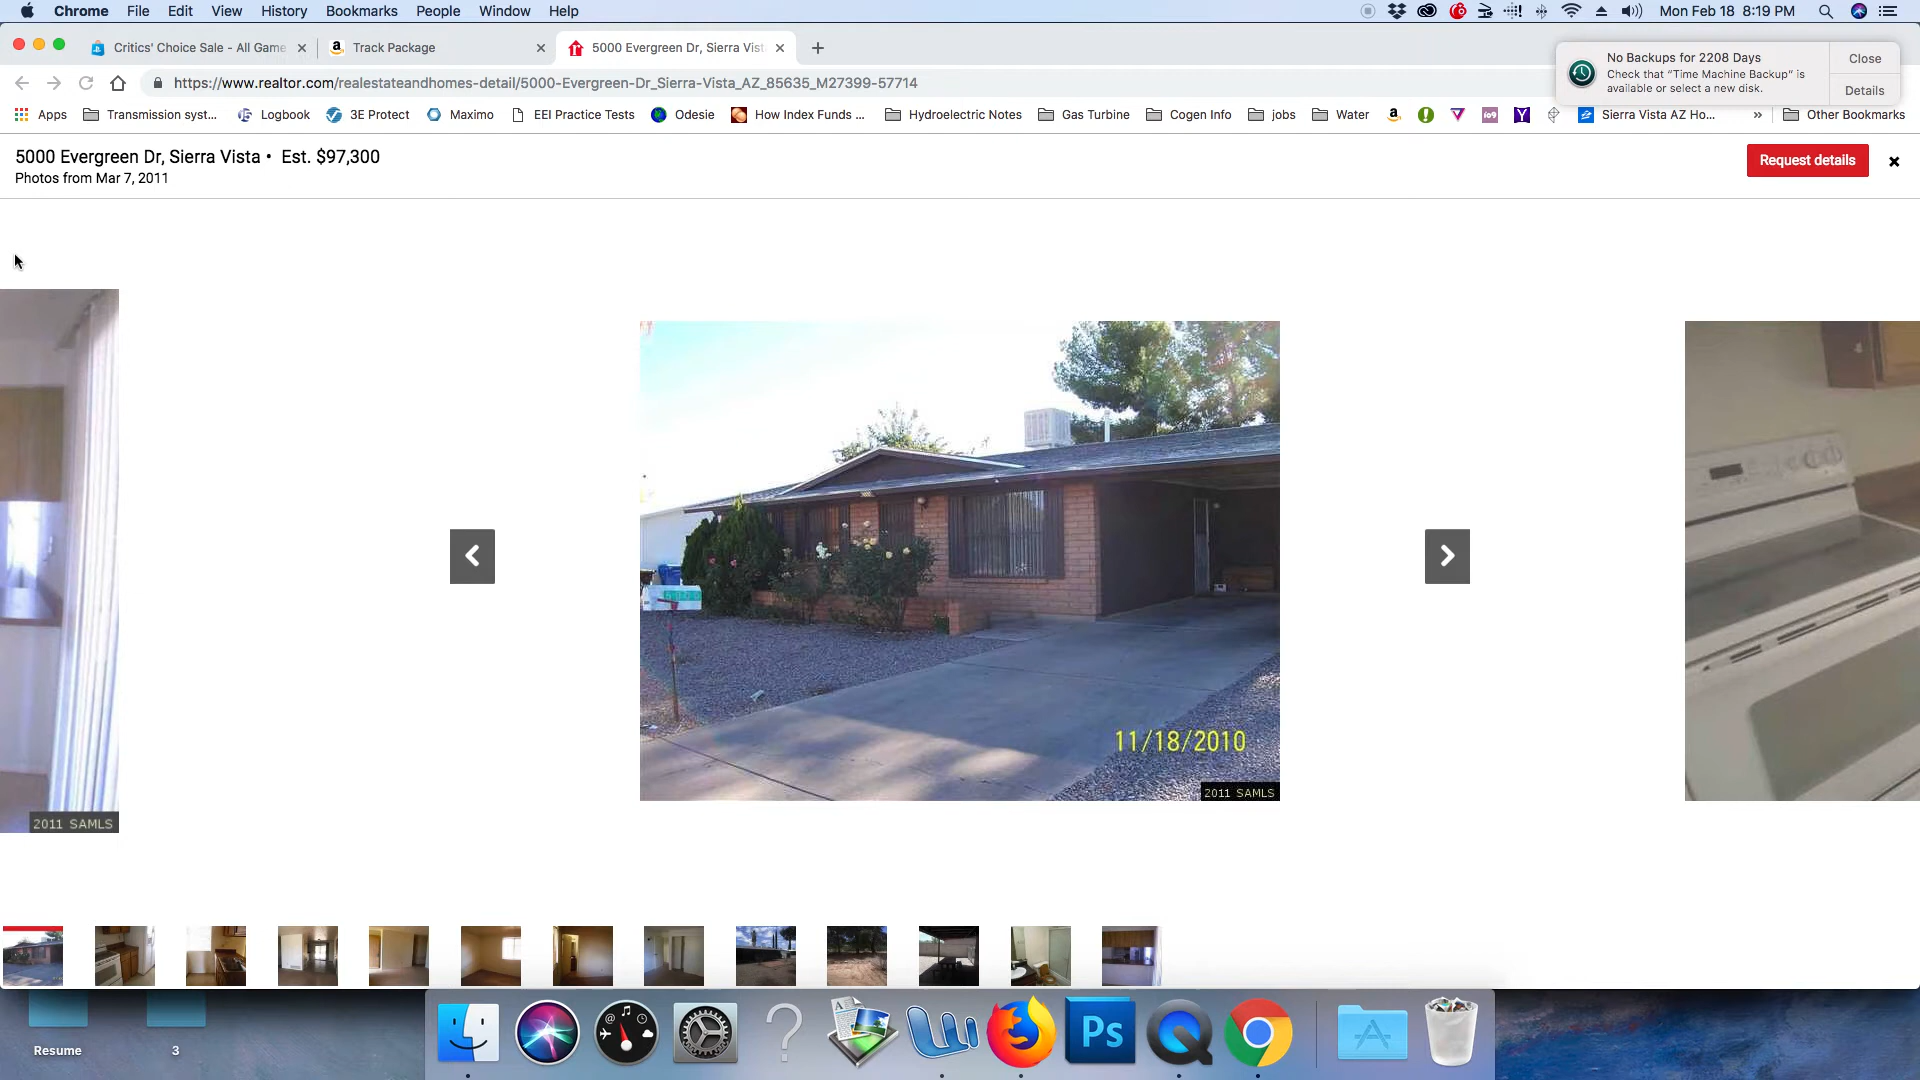 Chrome File Edit View History Bookmarks People Window Help
Mon Feb 18 8:19 PM
Critics' Choice Sale - All Game
Track Package
5000 Evergreen Dr, Sierra Vist
https://www.realtor.com/realestateandhomes-detail/5000-Evergreen-Dr_Sierra-Vista_AZ_85635_M27399-57714
No Backups for 2208 Days
Check that “Time Machine Backup” is
available or select a new disk.
Close
Details
Apps
Transmission syst...
Logbook
3E Protect
Maximo
EEI Practice Tests
Odesie
How Index Funds ...
Hydroelectric Notes
Gas Turbine
Cogen Info
jobs
Water
Sierra Vista AZ Ho...
»
Other Bookmarks
5000 Evergreen Dr, Sierra Vista • Est. $97,300
Photos from Mar 7, 2011
Request details
5000
11/18/2010
2011 SAMLS
2011 SAMLS
Resume
3
Ps